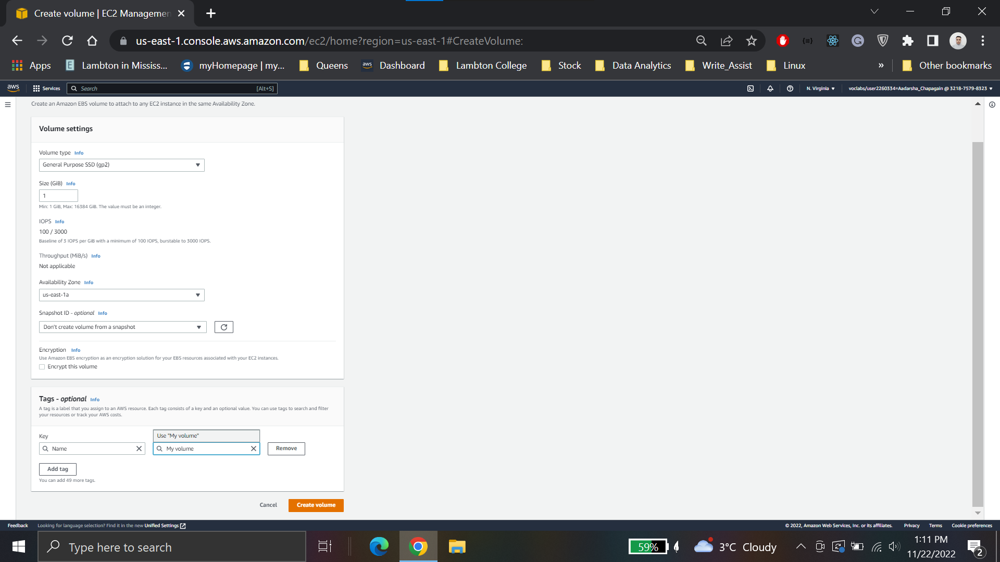 Create volume | EC2 Managemen
us-east-1.console.aws.amazon.com/ec2/home?region=us-east-1#CreateVolume:
Apps
Lambton in Mississ...
myHomepage | my...
Queens
aws
Dashboard
Lambton College
Stock
Data Analytics
Write_Assist
Linux
»
Other bookmarks
aws
Services
Search
[Alt+S]
N. Virginia
voclabs/user2260334=Aadarsha_Chapagain @ 3218-7579-8323
Create an Amazon EBS volume to attach to any EC2 instance in the same Availability Zone.
Volume settings
Volume type Info
General Purpose SSD (gp2)
Size (GiB) Info
1
Min: 1 GiB, Max: 16384 GiB. The value must be an integer.
IOPS Info
100 / 3000
Baseline of 3 IOPS per GiB with a minimum of 100 IOPS, burstable to 3000 IOPS.
Throughput (MiB/s) Info
Not applicable
Availability Zone Info
us-east-1a
Snapshot ID - optional Info
Don't create volume from a snapshot
Encryption Info
Use Amazon EBS encryption as an encryption solution for your EBS resources associated with your EC2 instances.
Encrypt this volume
Tags - optional Info
A tag is a label that you assign to an AWS resource. Each tag consists of a key and an optional value. You can use tags to search and filter
your resources or track your AWS costs.
Key
Use "My volume"
Name
My volume
Remove
Add tag
You can add 49 more tags.
Cancel
Create volume
Feedback
Looking for language selection? Find it in the new Unified Settings
© 2022, Amazon Web Services, Inc. or its affiliates.
Privacy
Terms
Cookie preferences
Type here to search
59%
3°C Cloudy
1:11 PM
11/22/2022
2